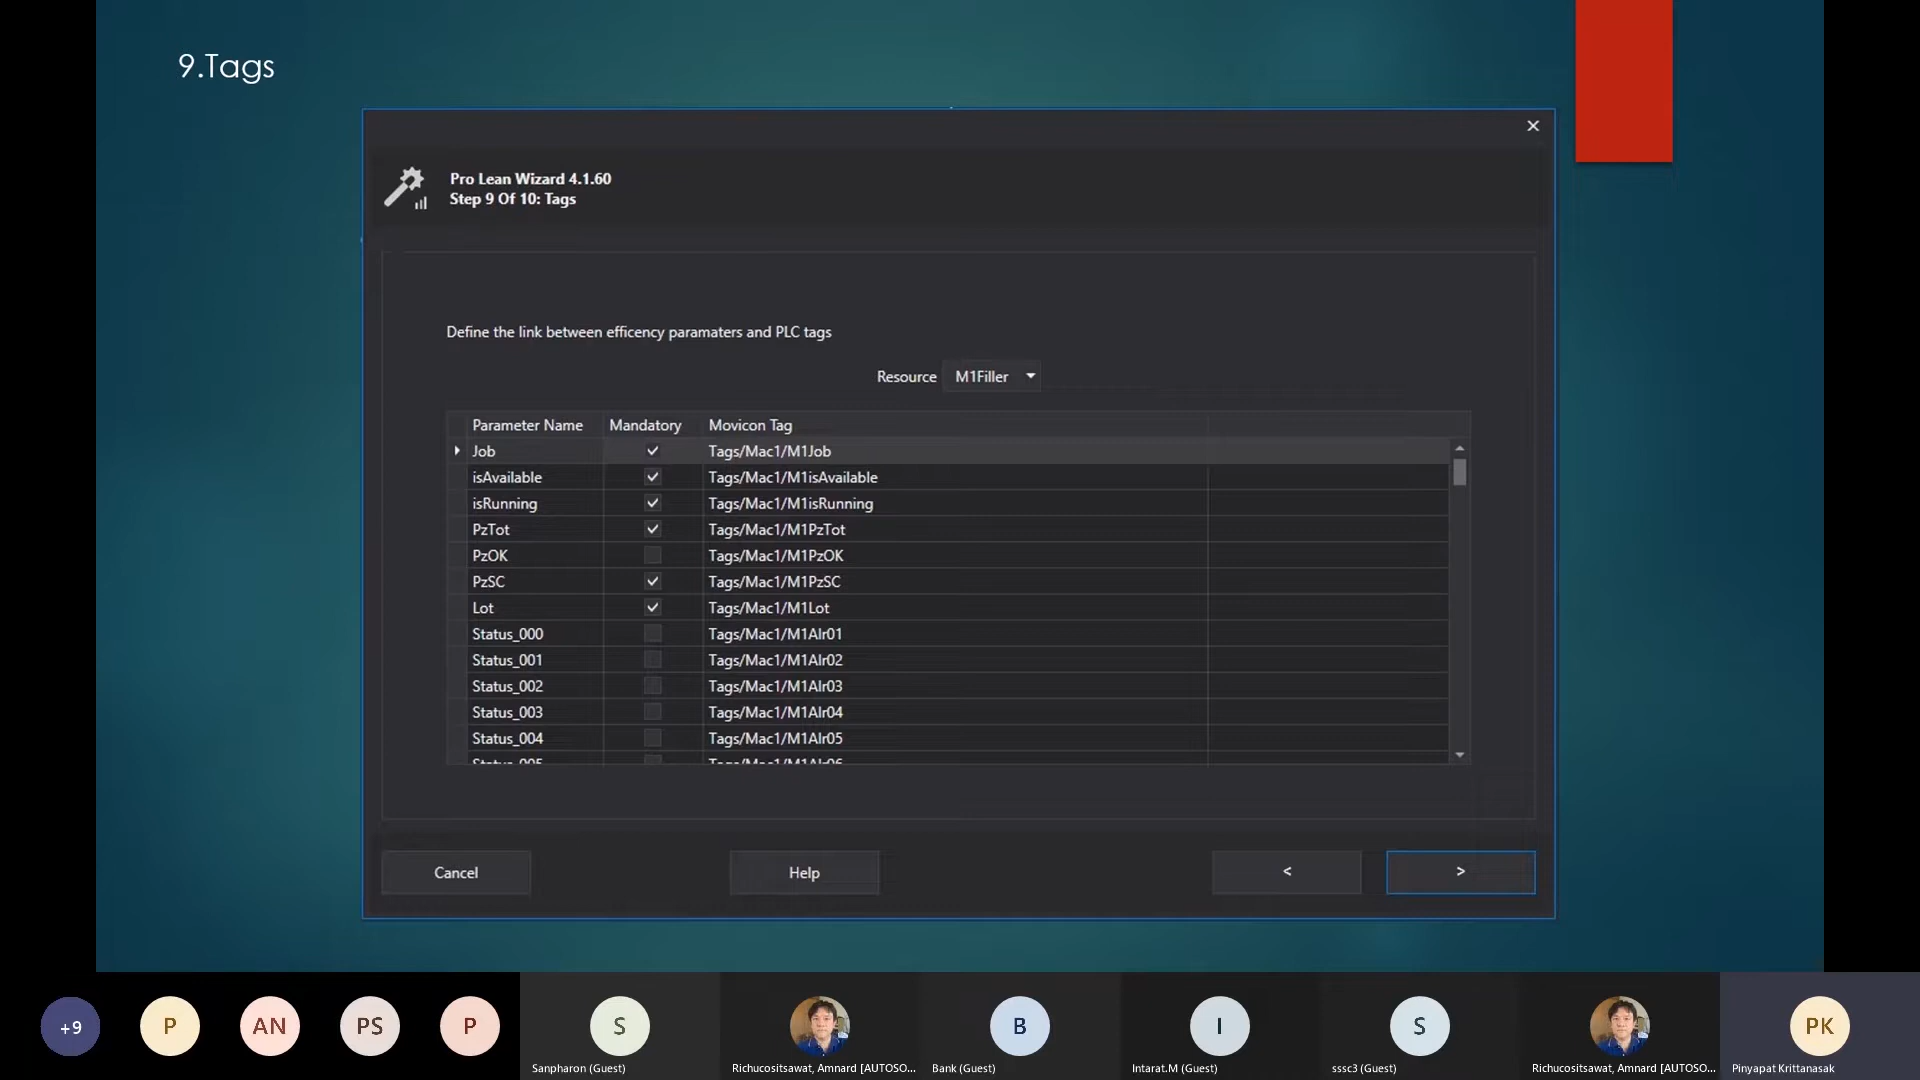 9.Tags
Pro Lean Wizard 4.1.60
Step 9 Of 10: Tags
Define the link between efficency paramaters and PLC tags
Resource M1Filler
Parameter Name Mandatory Movicon Tag
Job Tags/Mac1/M1Job
isAvailable Tags/Mac1/M1isAvailable
isRunning Tags/Mac1/M1isRunning
PzTot Tags/Mac1/M1PzTot
PzOK Tags/Mac1/M1PzOK
PzSC Tags/Mac1/M1PzSC
Lot Tags/Mac1/M1Lot
Status_000 Tags/Mac1/M1Alr01
Status_001 Tags/Mac1/M1Alr02
Status_002 Tags/Mac1/M1Alr03
Status_003 Tags/Mac1/M1Alr04
Status_004 Tags/Mac1/M1Alr05
Status_005 Tags/Mac1/M1Alr06
Cancel Help < >
+9 P AN PS P S B I S PK
Sanpharon (Guest) Richucositsawat, Amnard [AUTOSO... Bank (Guest) Intarat.M (Guest) sssc3 (Guest) Richucositsawat, Amnard [AUTOSO... Pinyapat Krittanasak